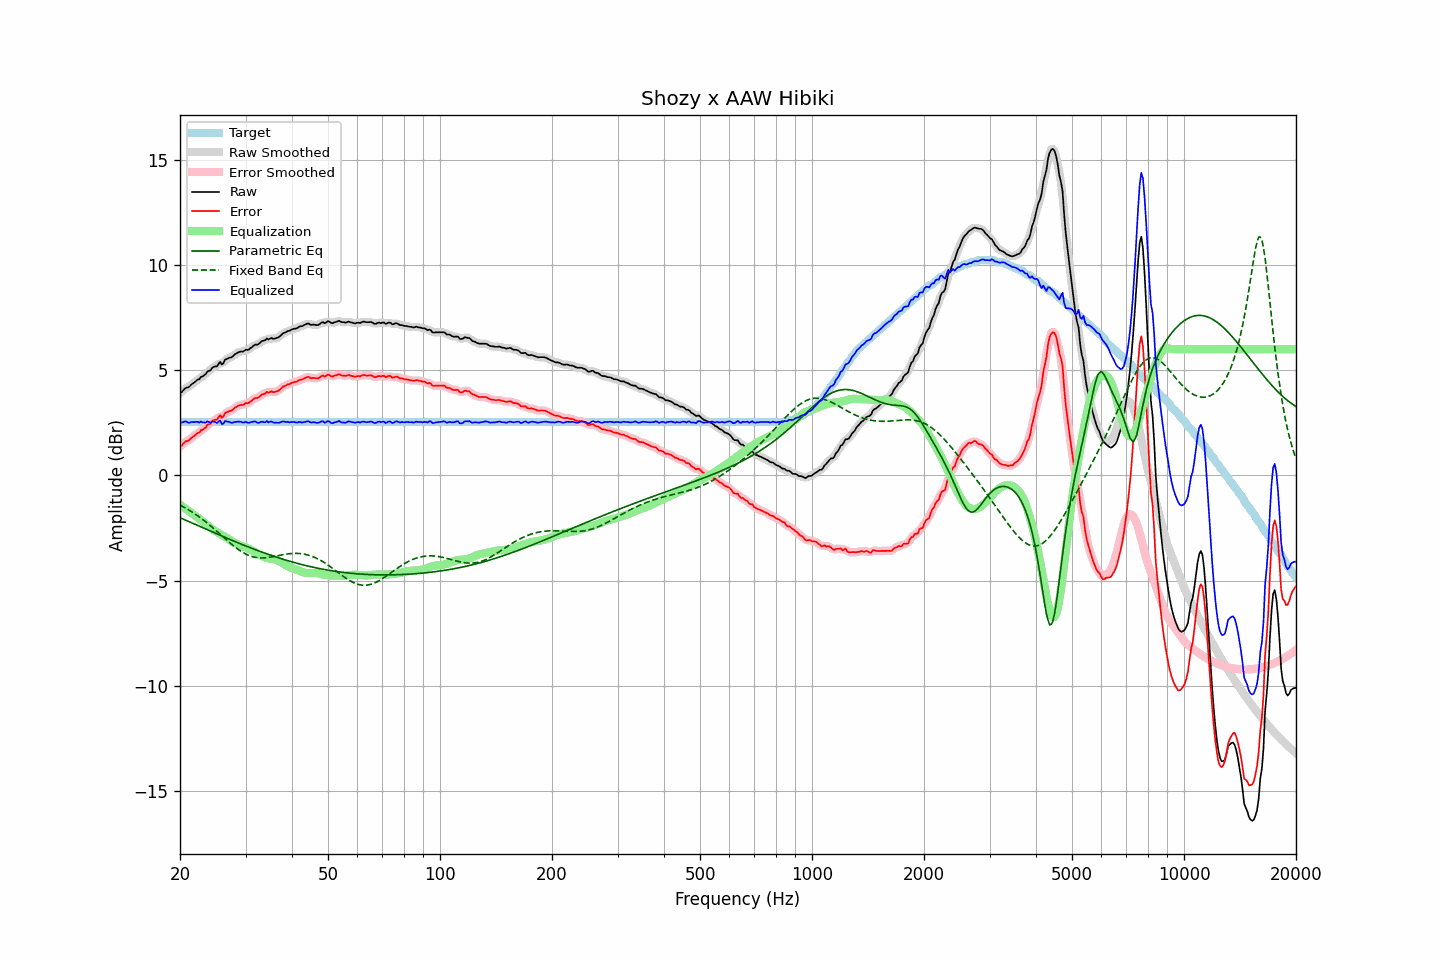 Shozy x AAW Hibiki
Target
Raw Smoothed
Error Smoothed
Raw
Error
Equalization
Parametric Eq
Fixed Band Eq
Equalized
Amplitude (dBr)
15
10
5
0
−5
−10
−15
20 50 100 200 500 1000 2000 5000 10000 20000
Frequency (Hz)